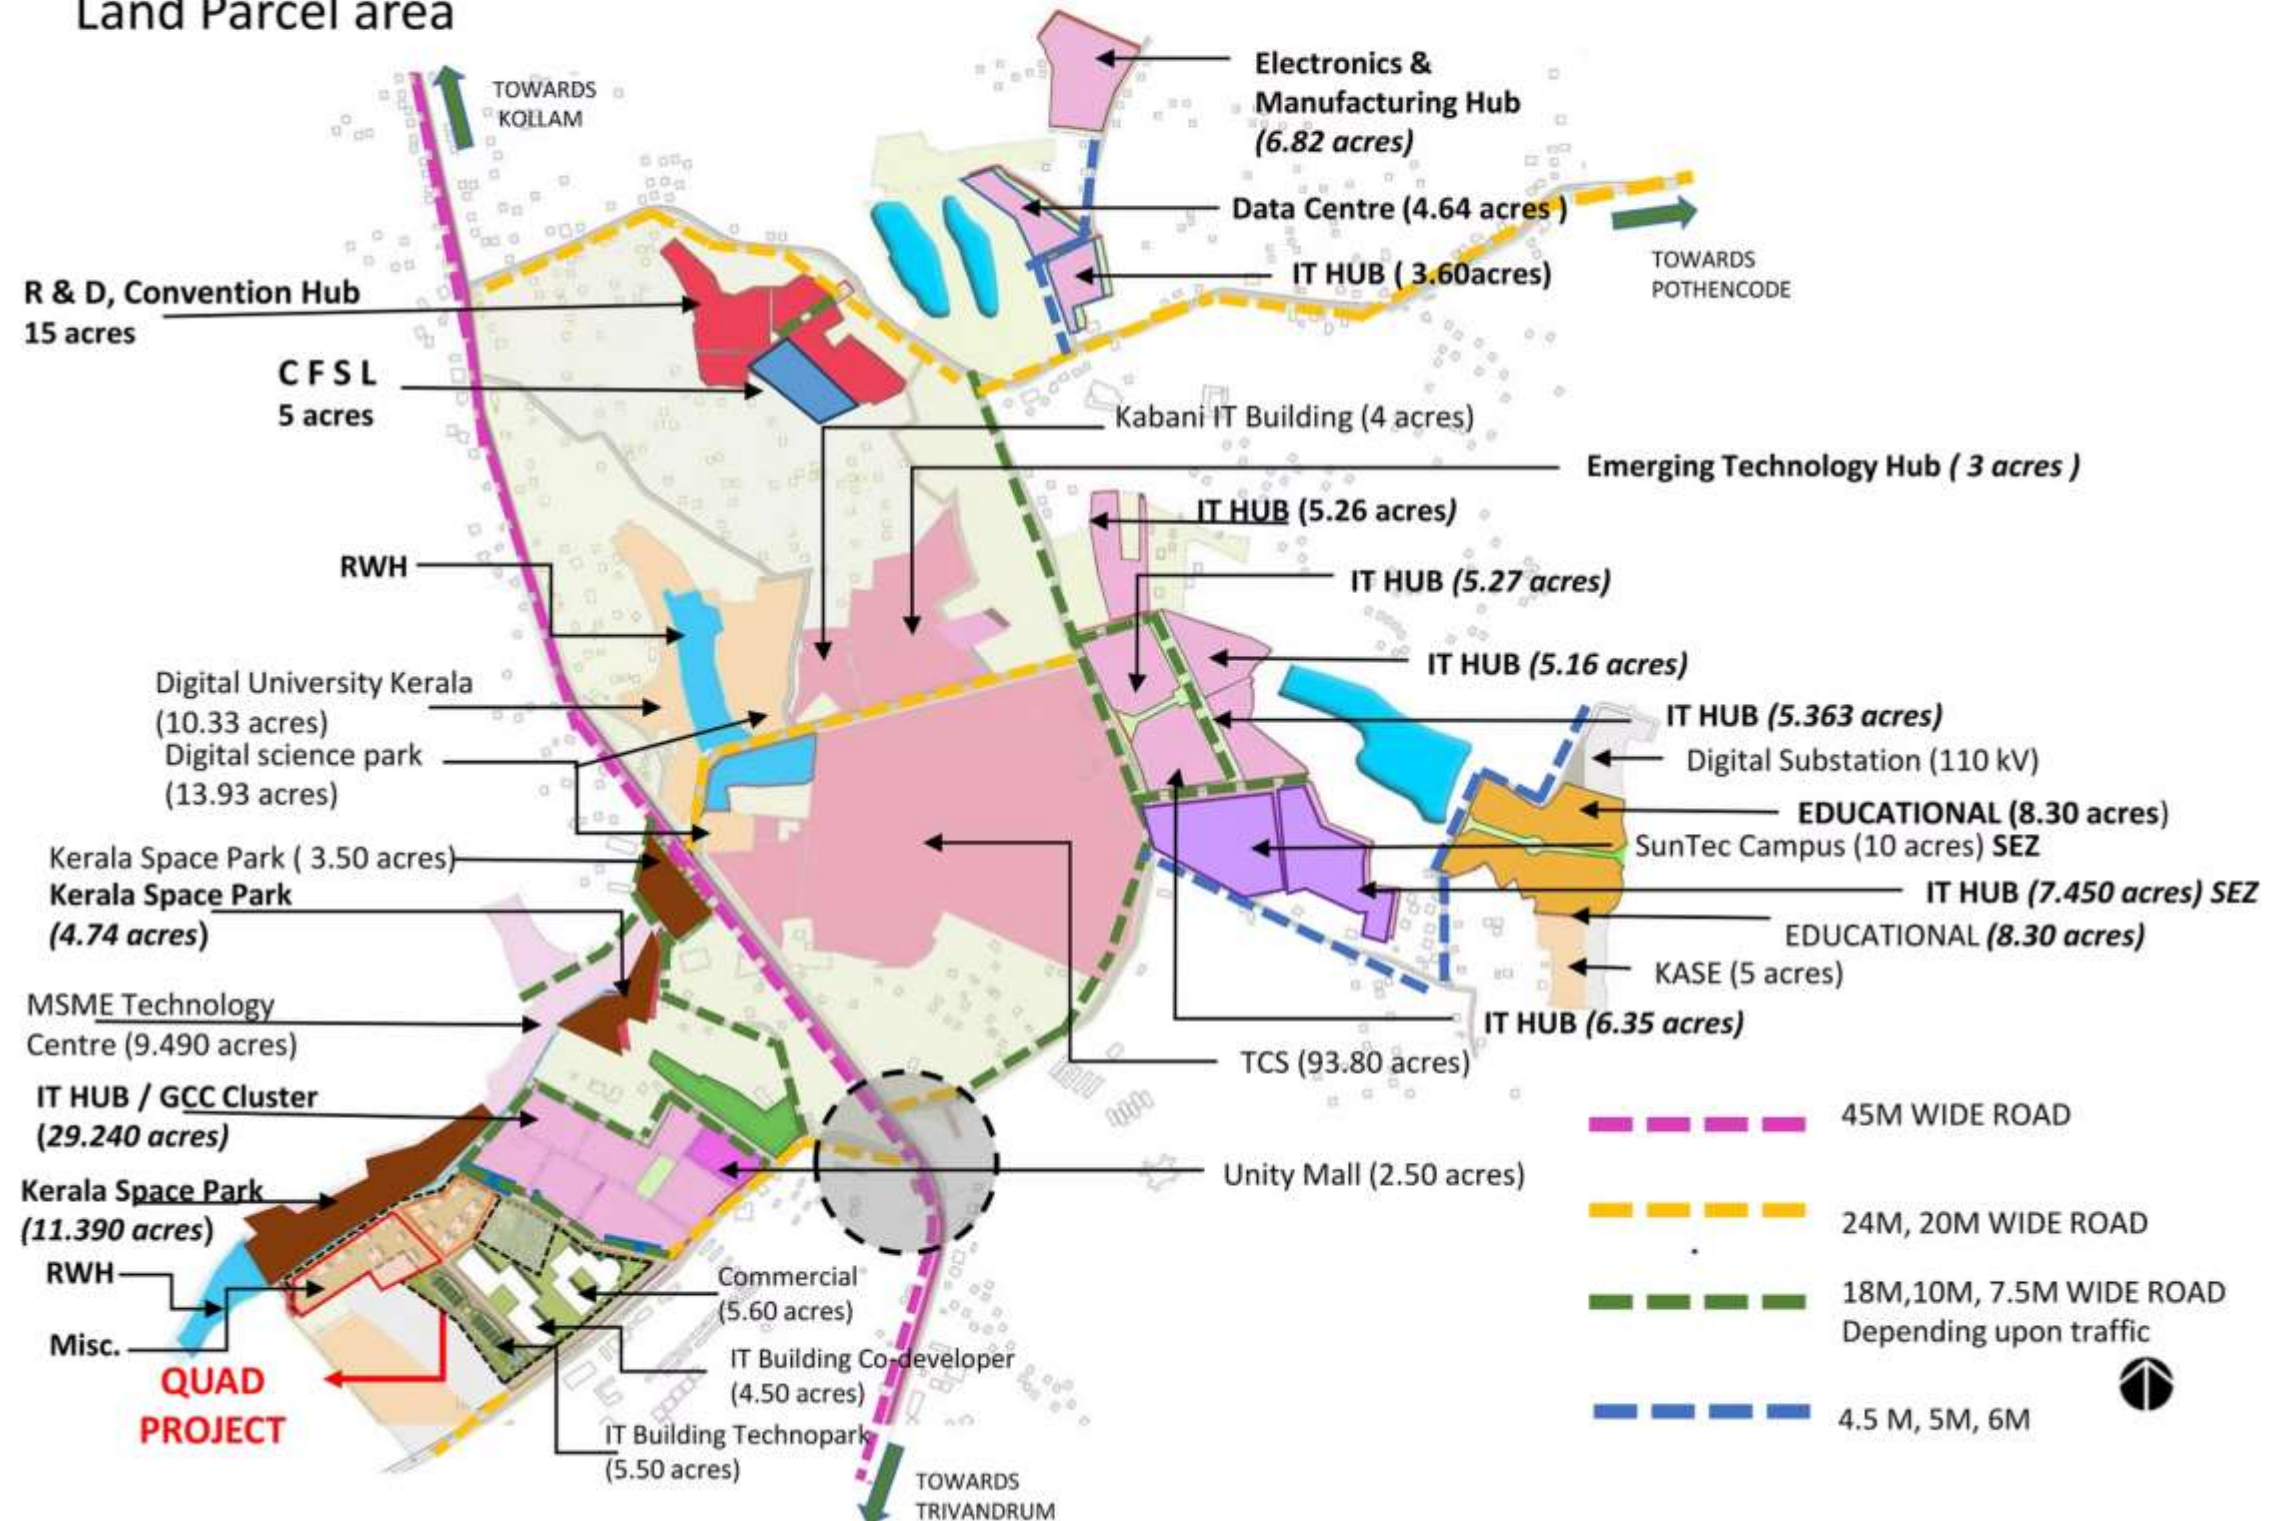 Land Parcel area
TOWARDS
KOLLAM
Electronics &
Manufacturing Hub
(6.82 acres)
Data Centre (4.64 acres )
IT HUB ( 3.60acres)
TOWARDS
POTHENCODE
R & D, Convention Hub
15 acres
C F S L
5 acres
Kabani IT Building (4 acres)
Emerging Technology Hub ( 3 acres )
IT HUB (5.26 acres)
RWH
IT HUB (5.27 acres)
IT HUB (5.16 acres)
Digital University Kerala
(10.33 acres)
IT HUB (5.363 acres)
Digital science park
(13.93 acres)
Digital Substation (110 kV)
EDUCATIONAL (8.30 acres)
SunTec Campus (10 acres) SEZ
Kerala Space Park ( 3.50 acres)
Kerala Space Park
(4.74 acres)
IT HUB (7.450 acres) SEZ
EDUCATIONAL (8.30 acres)
KASE (5 acres)
MSME Technology
Centre (9.490 acres)
IT HUB (6.35 acres)
TCS (93.80 acres)
IT HUB / GCC Cluster
(29.240 acres)
45M WIDE ROAD
Unity Mall (2.50 acres)
Kerala Space Park
(11.390 acres)
24M, 20M WIDE ROAD
RWH
Commercial
(5.60 acres)
18M,10M, 7.5M WIDE ROAD
Depending upon traffic
Misc.
IT Building Co-developer
(4.50 acres)
QUAD
PROJECT
IT Building Technopark
(5.50 acres)
4.5 M, 5M, 6M
TOWARDS
TRIVANDRUM